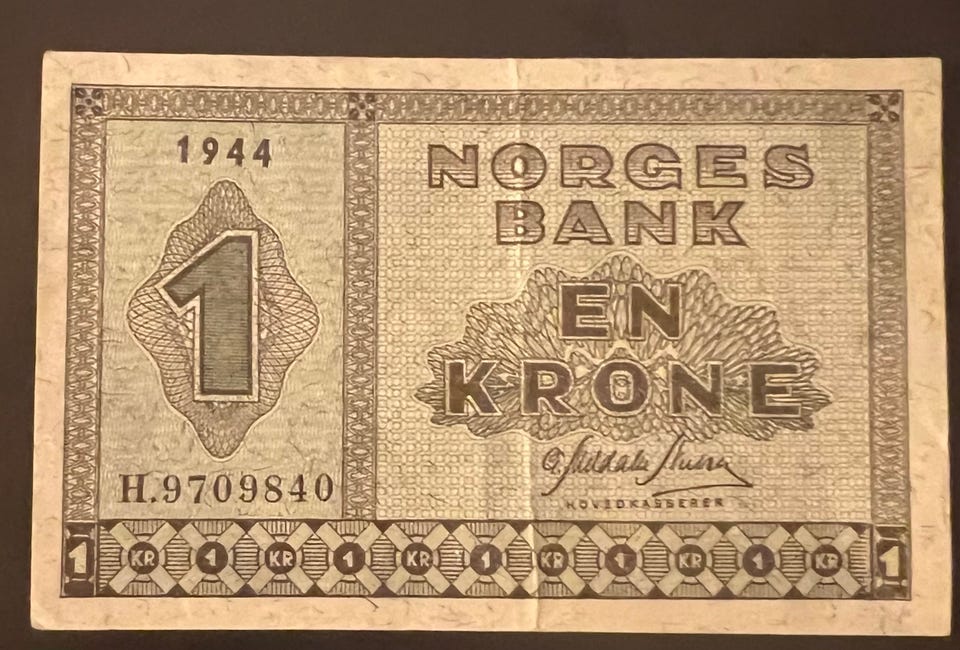 1944
NORGES
BANK
1
EN
KRONE
HOVEDKASSERER
H.9709840
1 KR 1 KR 1 KR 1 KR 1 KR 1 KR 1